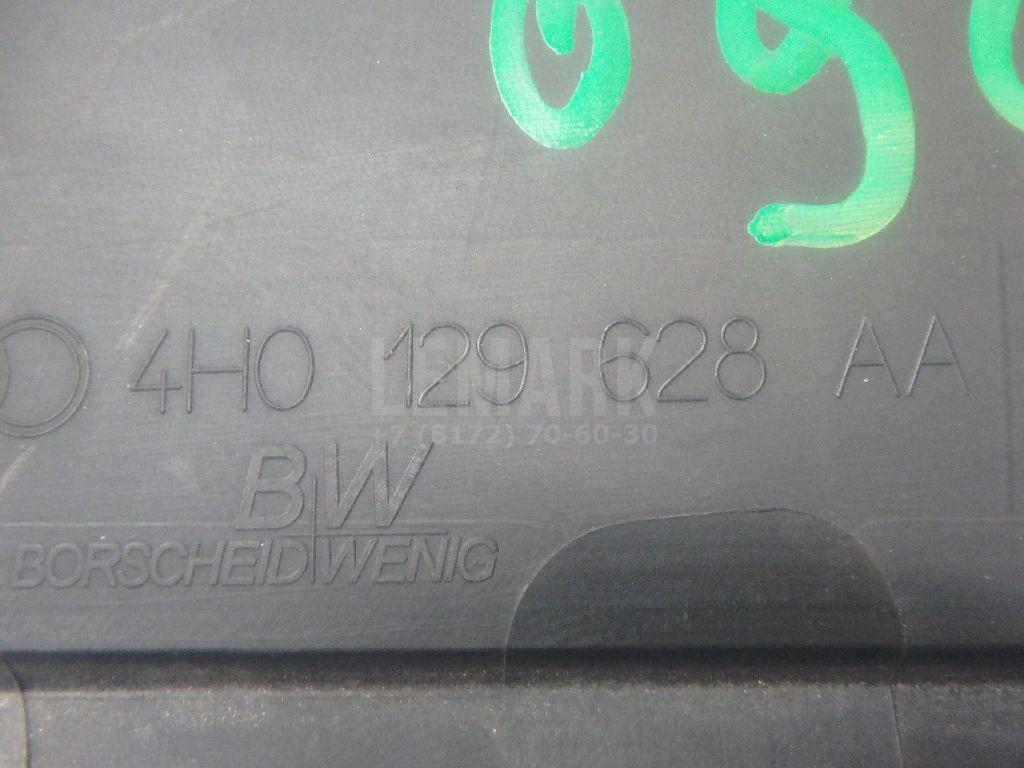 4H0 129 628 AA
LEMARK
+7 (8172) 70-60-30
BW
BORSCHEID WENIG